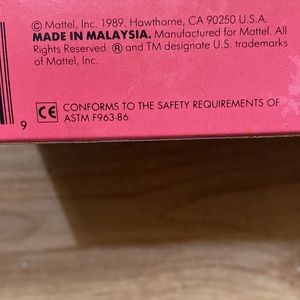 © Mattel, Inc. 1989. Hawthorne, CA 90250 U.S.A.
MADE IN MALAYSIA. Manufactured for Mattel. All
Rights Reserved. ® and TM designate U.S. trademarks
of Mattel, Inc.
CE CONFORMS TO THE SAFETY REQUIREMENTS OF
ASTM F963-86.
9